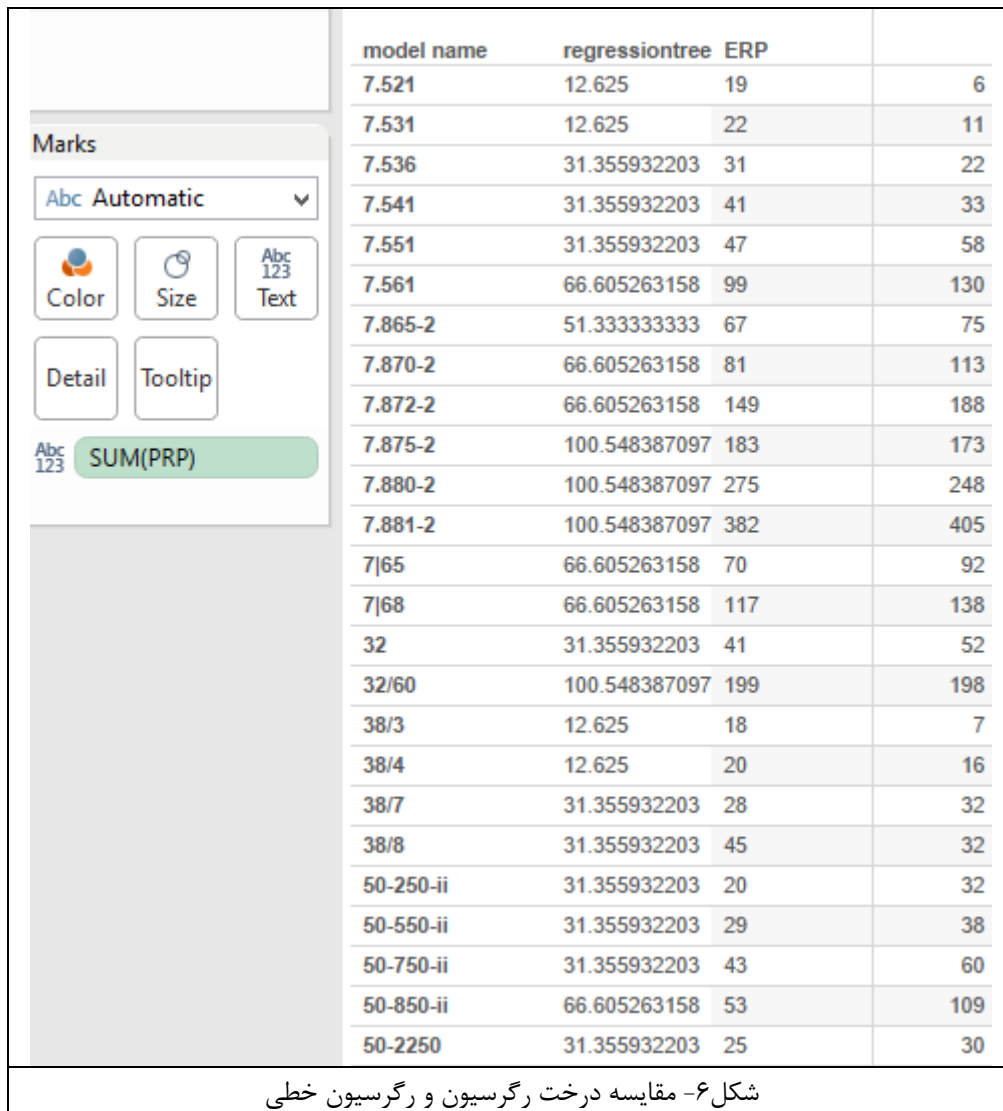 model name regressiontree ERP
7.521 12.625 19 6
7.531 12.625 22 11
7.536 31.355932203 31 22
7.541 31.355932203 41 33
7.551 31.355932203 47 58
7.561 66.605263158 99 130
7.865-2 51.333333333 67 75
7.870-2 66.605263158 81 113
7.872-2 66.605263158 149 188
7.875-2 100.548387097 183 173
7.880-2 100.548387097 275 248
7.881-2 100.548387097 382 405
7|65 66.605263158 70 92
7|68 66.605263158 117 138
32 31.355932203 41 52
32/60 100.548387097 199 198
38/3 12.625 18 7
38/4 12.625 20 16
38/7 31.355932203 28 32
38/8 31.355932203 45 32
50-250-ii 31.355932203 20 32
50-550-ii 31.355932203 29 38
50-750-ii 31.355932203 43 60
50-850-ii 66.605263158 53 109
50-2250 31.355932203 25 30
Marks
Abc Automatic
Abc
123
Color Size Text
Detail Tooltip
Abc
123 SUM(PRP)
شکل۶- مقایسه درخت رگرسیون و رگرسیون خطی